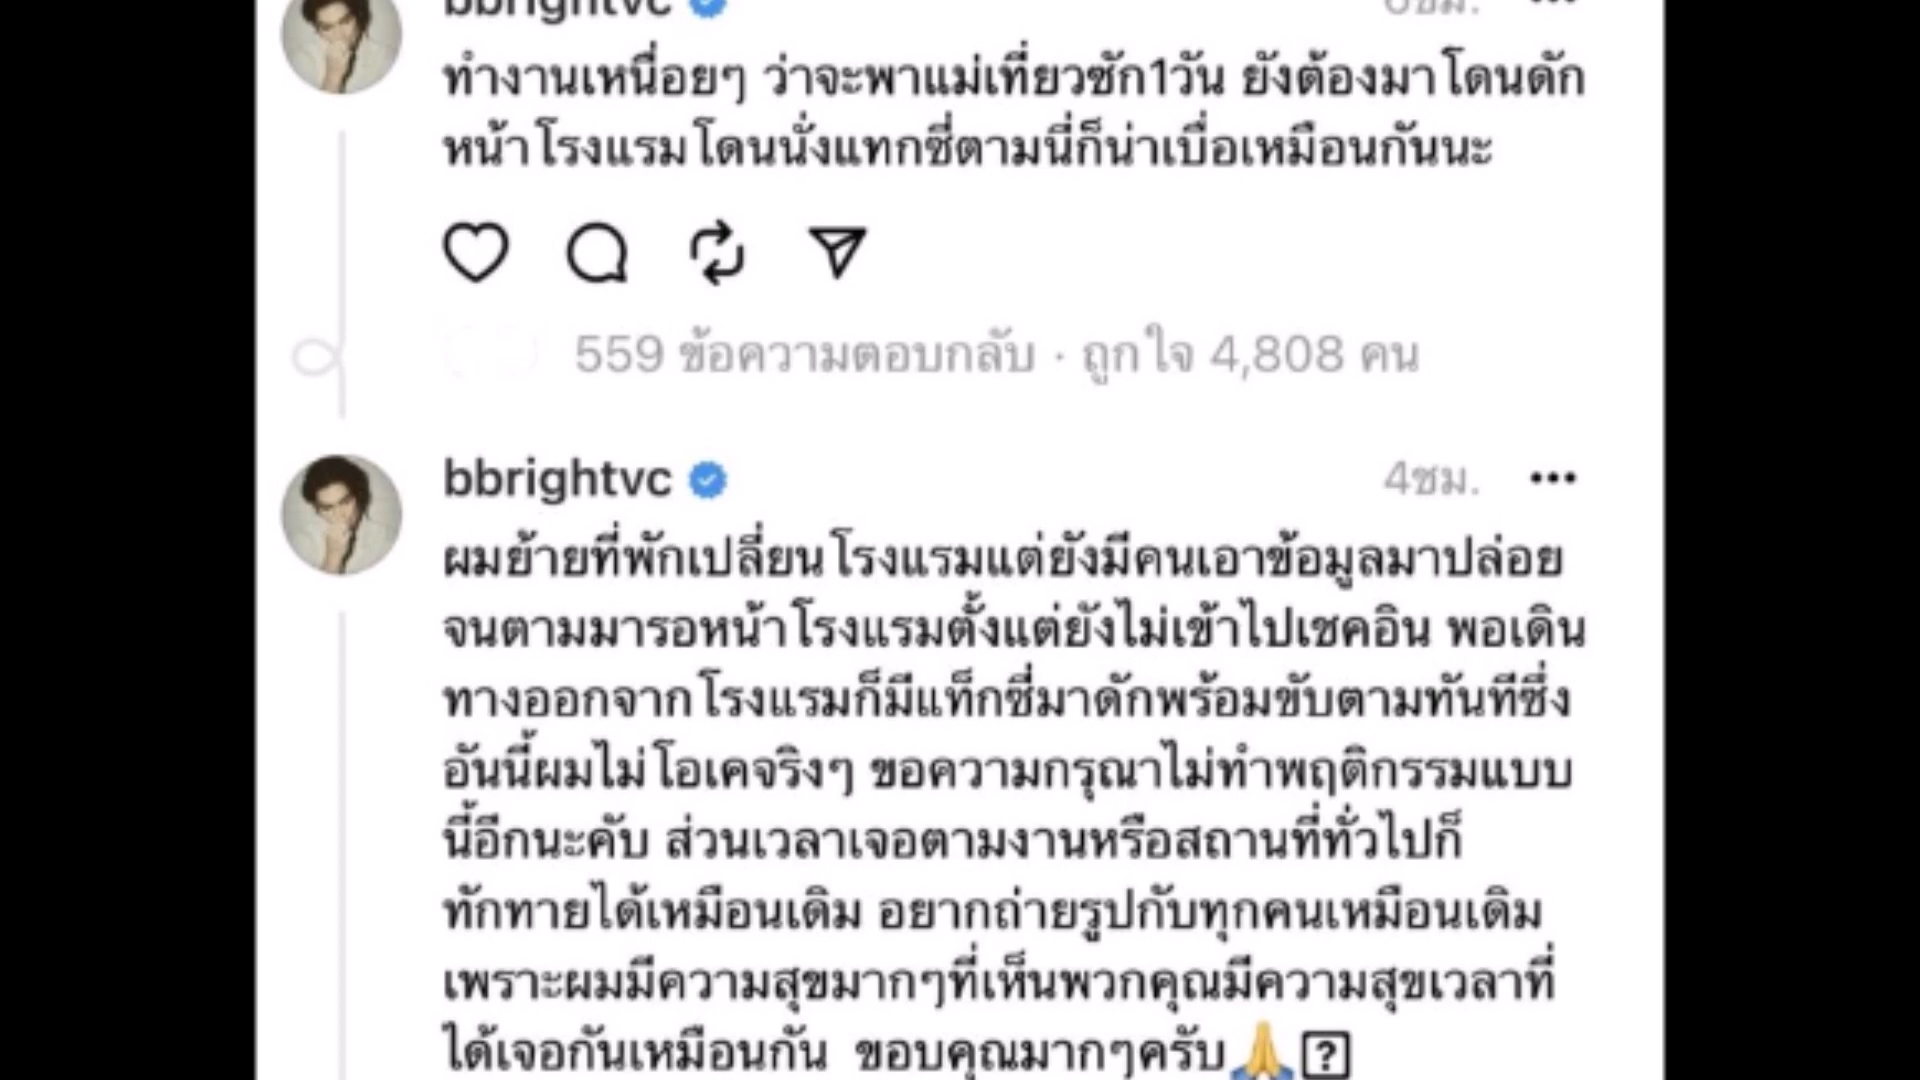 bbrightvc
6ชม.
ทำงานเหนื่อยๆ ว่าจะพาแม่เที่ยวซัก1วัน ยังต้องมาโดนดัก
หน้าโรงแรมโดนนั่งแทกซี่ตามนี่ก็น่าเบื่อเหมือนกันนะ
559 ข้อความตอบกลับ · ถูกใจ 4,808 คน
bbrightvc
4ชม.
ผมย้ายที่พักเปลี่ยนโรงแรมแต่ยังมีคนเอาข้อมูลมาปล่อย
จนตามมารอหน้าโรงแรมตั้งแต่ยังไม่เข้าไปเชคอิน พอเดิน
ทางออกจากโรงแรมก็มีแท็กซี่มาดักพร้อมขับตามทันทีซึ่ง
อันนี้ผมไม่โอเคจริงๆ ขอความกรุณาไม่ทำพฤติกรรมแบบ
นี้อีกนะคับ ส่วนเวลาเจอตามงานหรือสถานที่ทั่วไปก็
ทักทายได้เหมือนเดิม อยากถ่ายรูปกับทุกคนเหมือนเดิม
เพราะผมมีความสุขมากๆที่เห็นพวกคุณมีความสุขเวลาที่
ได้เจอกันเหมือนกัน ขอบคุณมากๆครับ🙏?